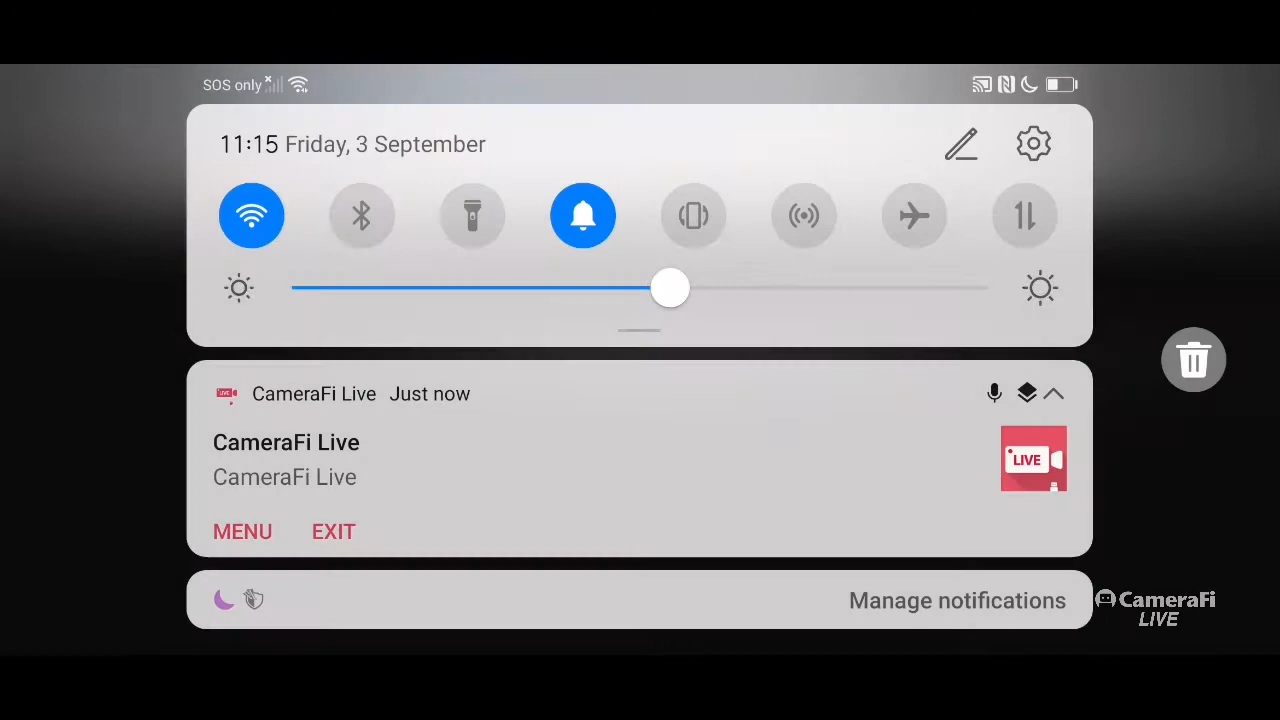 SOS only
11:15 Friday, 3 September
LIVE CameraFi Live Just now
CameraFi Live
CameraFi Live
LIVE
MENU EXIT
Manage notifications
CameraFi
LIVE